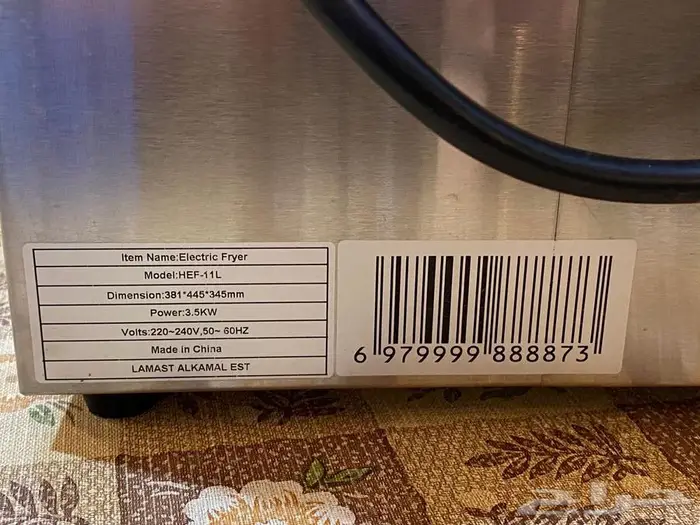 Item Name:Electric Fryer
Model:HEF-11L
Dimension:381*445*345mm
Power:3.5KW
Volts:220~240V,50~ 60HZ
Made in China
LAMAST ALKAMAL EST
6 979999 888873
حراج